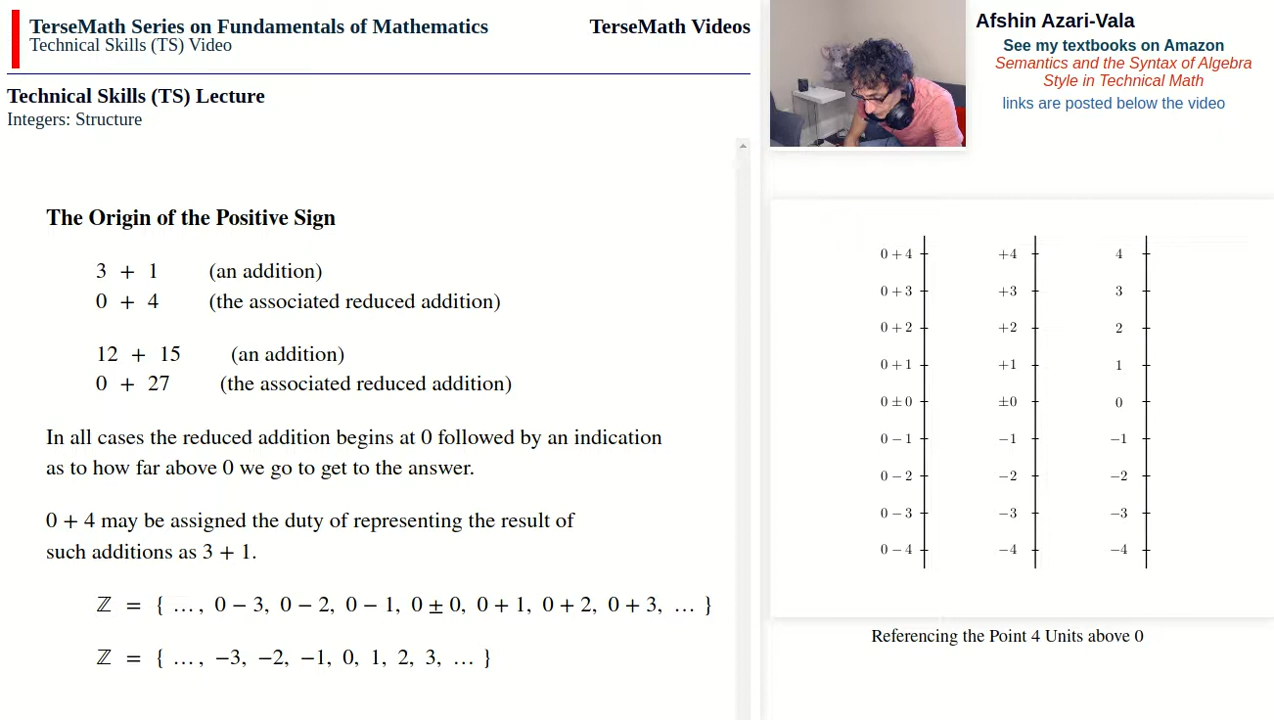 TerseMath Series on Fundamentals of Mathematics
Technical Skills (TS) Video
TerseMath Videos
Technical Skills (TS) Lecture
Integers: Structure
The Origin of the Positive Sign
3 + 1 (an addition)
0 + 4 (the associated reduced addition)
12 + 15 (an addition)
0 + 27 (the associated reduced addition)
In all cases the reduced addition begins at 0 followed by an indication
as to how far above 0 we go to get to the answer.
0 + 4 may be assigned the duty of representing the result of
such additions as 3 + 1.
ℤ = { …, 0 − 3, 0 − 2, 0 − 1, 0 ± 0, 0 + 1, 0 + 2, 0 + 3, … }
ℤ = { …, −3, −2, −1, 0, 1, 2, 3, … }
Afshin Azari-Vala
See my textbooks on Amazon
Semantics and the Syntax of Algebra
Style in Technical Math
links are posted below the video
0 + 4 +4 4
0 + 3 +3 3
0 + 2 +2 2
0 + 1 +1 1
0 ± 0 ±0 0
0 − 1 −1 −1
0 − 2 −2 −2
0 − 3 −3 −3
0 − 4 −4 −4
Referencing the Point 4 Units above 0